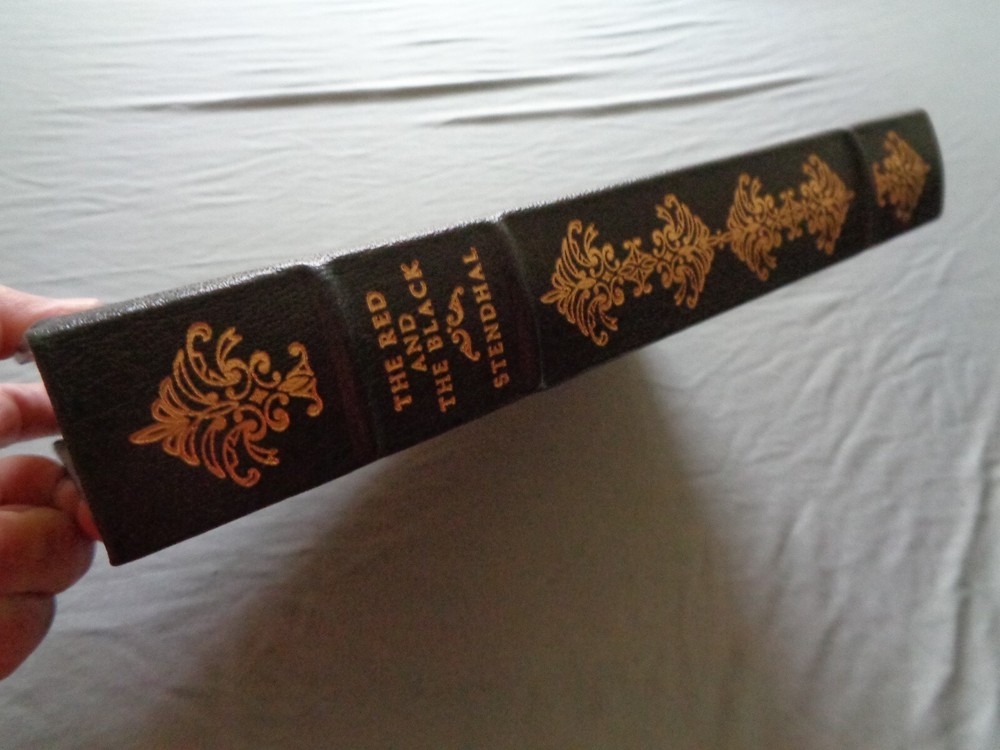 THE RED
AND
THE BLACK
STENDHAL